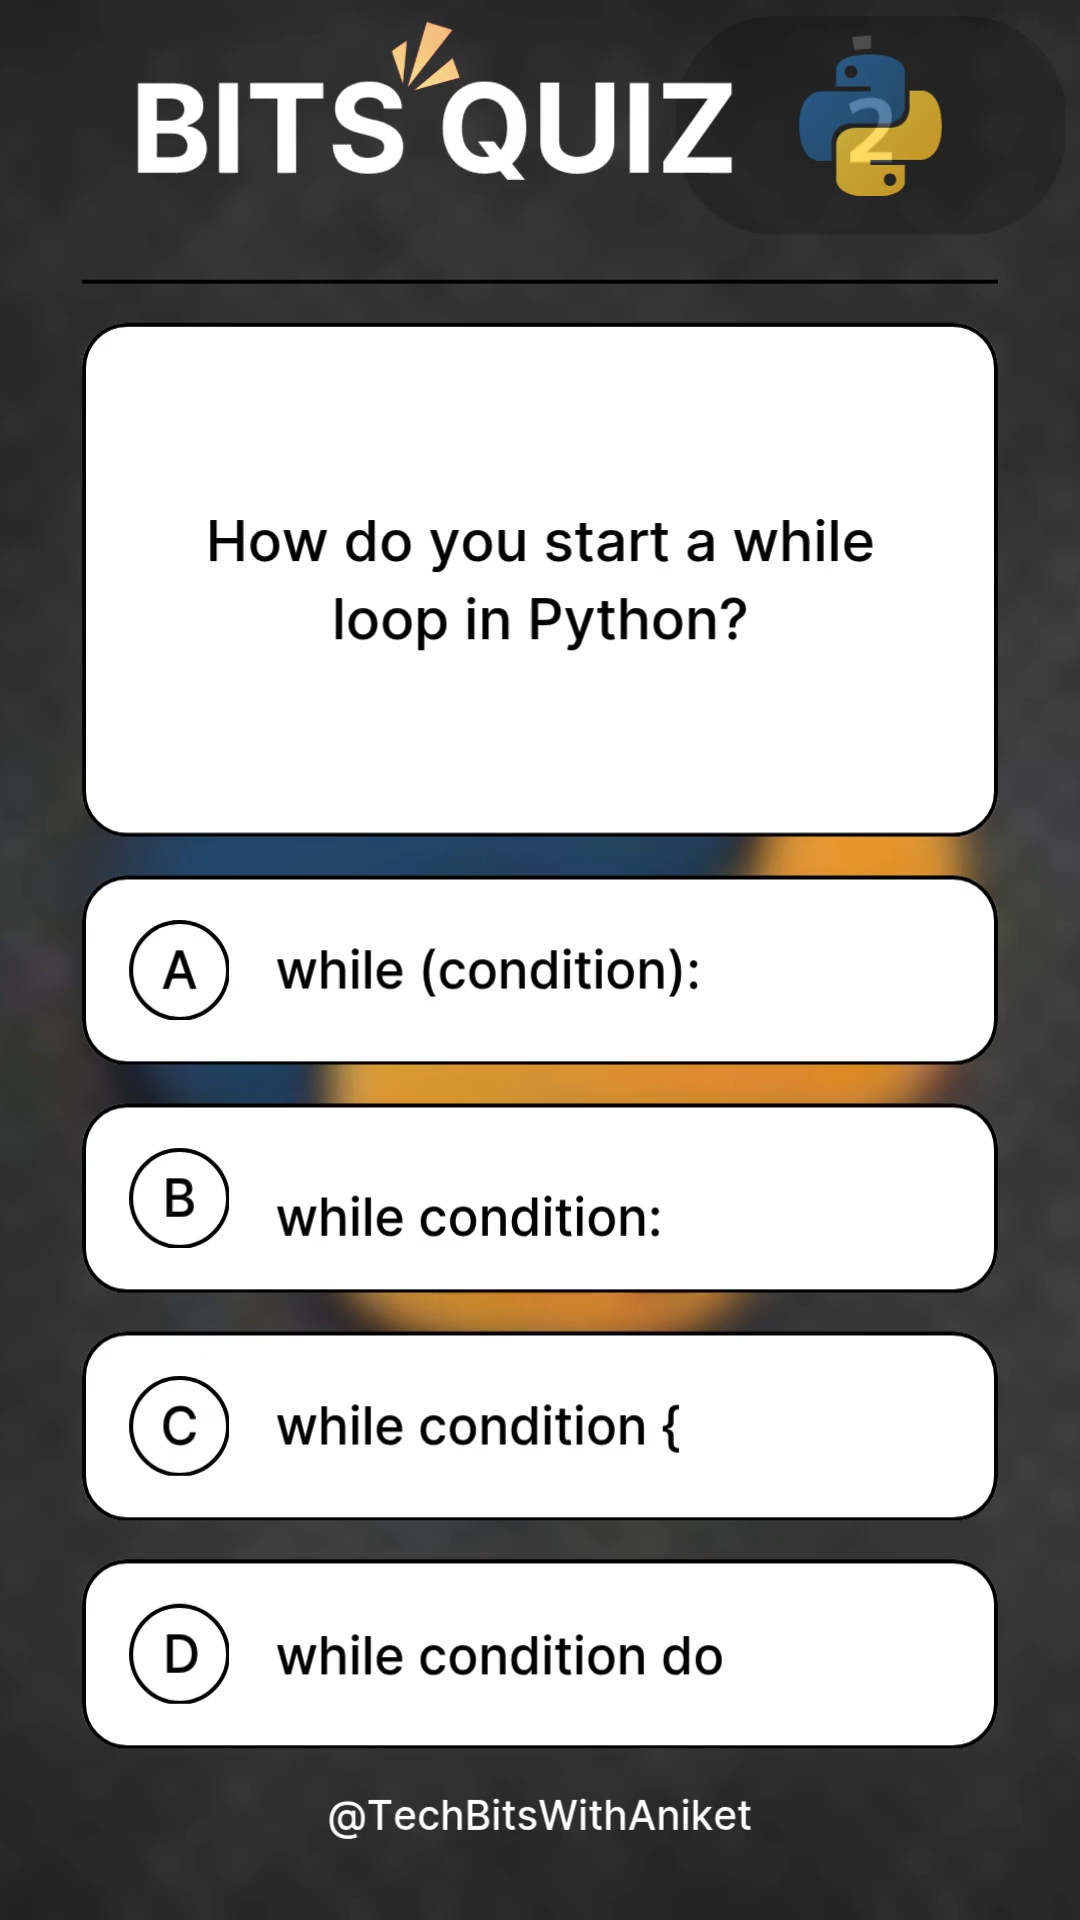 BITS QUIZ
2
How do you start a while
loop in Python?
A while (condition):
B while condition:
C while condition {
D while condition do
@TechBitsWithAniket